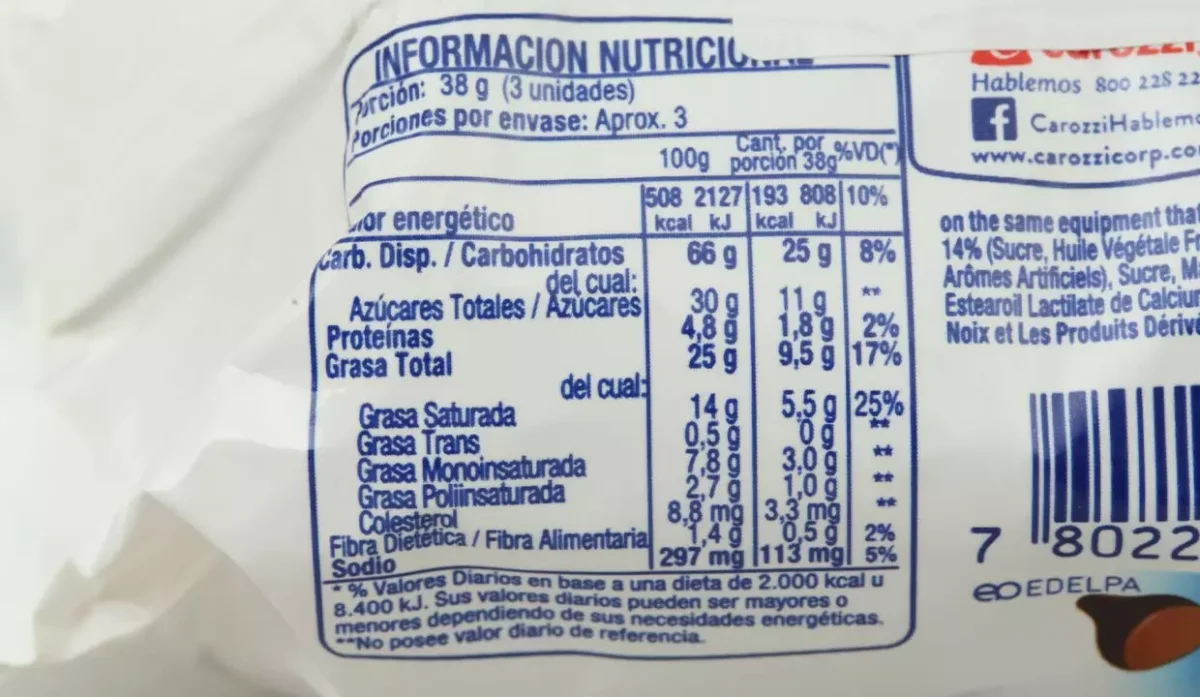 INFORMACION NUTRICIO
Porción: 38 g (3 unidades)
Porciones por envase: Aprox. 3
100g Cant. por porción 38g %VD(*)
508 2127 193 808 10%
or energético kcal kJ kcal kJ
Carb. Disp. / Carbohidratos 66 g 25 g 8%
del cual:
Azúcares Totales / Azúcares 30 g 11 g **
Proteínas 4,8 g 1,8 g 2%
Grasa Total 25 g 9,5 g 17%
del cual:
Grasa Saturada 14 g 5,5 g 25%
Grasa Trans 0,5 g 0 g **
Grasa Monoinsaturada 7,8 g 3,0 g **
Grasa Poliinsaturada 2,7 g 1,0 g **
Colesterol 8,8 mg 3,3 mg **
Fibra Dietética / Fibra Alimentaria 1,4 g 0,5 g 2%
Sodio 297 mg 113 mg 5%
* % Valores Diarios en base a una dieta de 2.000 kcal u
8.400 kJ. Sus valores diarios pueden ser mayores o
menores dependiendo de sus necesidades energéticas.
**No posee valor diario de referencia.
Hablemos 800 228 22
f CarozziHablemo
www.carozzicorp.co
on the same equipment that
14% (Sucre, Huile Végétale Fr
Arômes Artificiels), Sucre, Ma
Estearoil Lactilate de Calcium
Noix et Les Produits Dérivé
7 8022
EDELPA